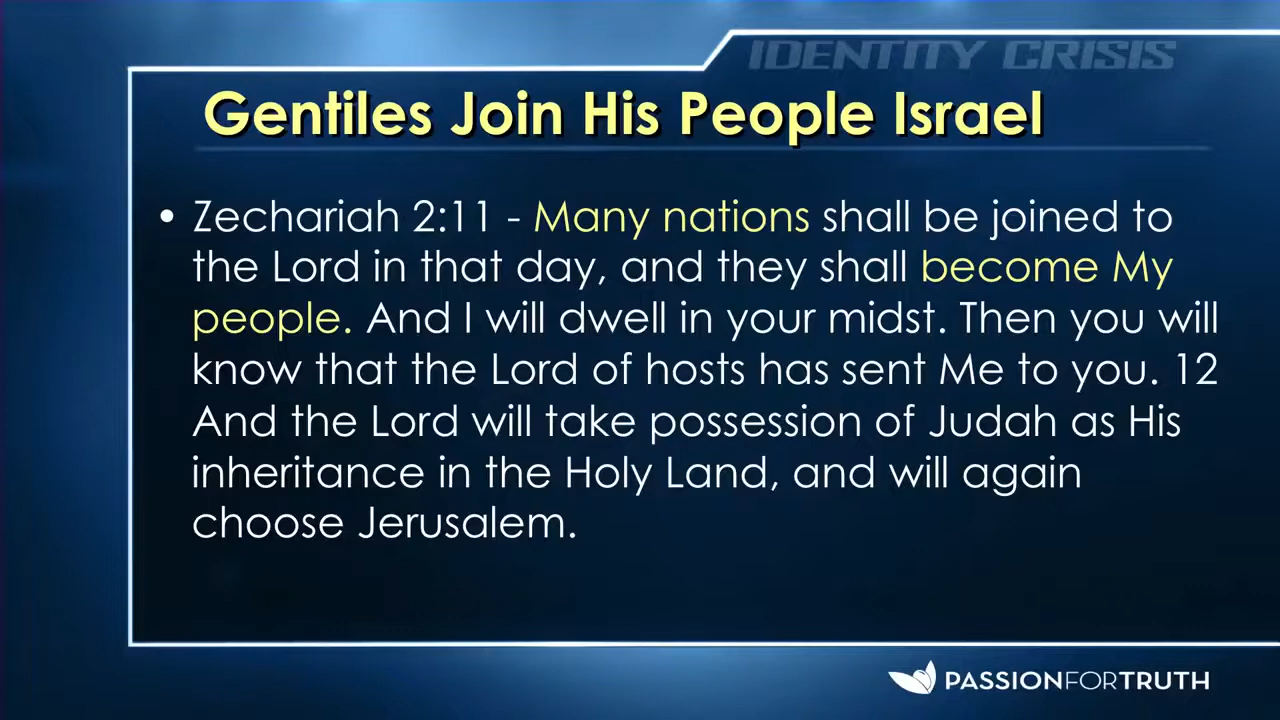 IDENTITY CRISIS
Gentiles Join His People Israel
• Zechariah 2:11 - Many nations shall be joined to
the Lord in that day, and they shall become My
people. And I will dwell in your midst. Then you will
know that the Lord of hosts has sent Me to you. 12
And the Lord will take possession of Judah as His
inheritance in the Holy Land, and will again
choose Jerusalem.
PASSIONFORTRUTH